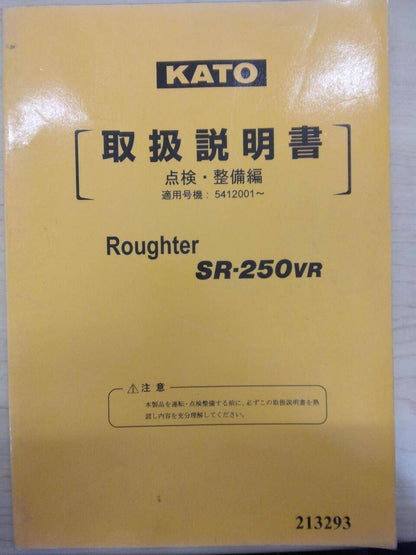 KATO
取扱説明書
点検・整備編
適用号機：5412001～
Roughter
SR-250VR
⚠注意
本製品を運転・点検整備する前に、必ずこの取扱説明書を熟
読し内容を充分理解してください。
213293